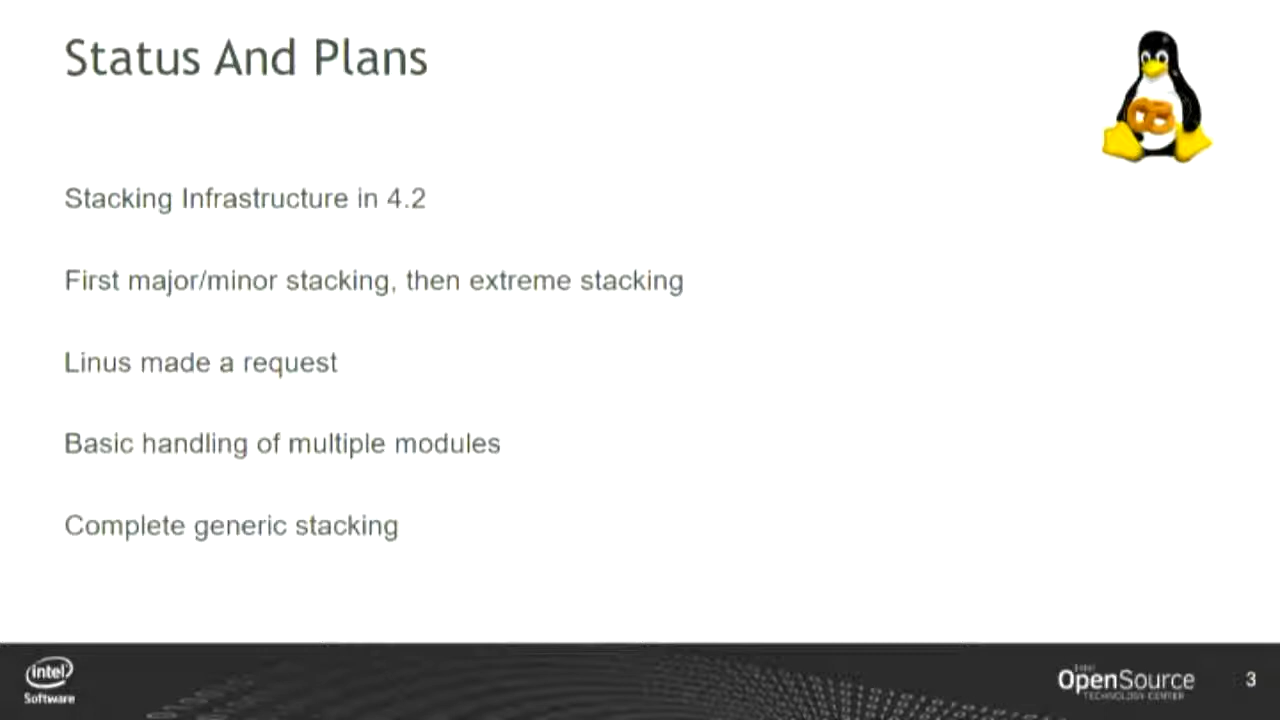 Status And Plans
Stacking Infrastructure in 4.2
First major/minor stacking, then extreme stacking
Linus made a request
Basic handling of multiple modules
Complete generic stacking
intel
Software
Intel
OpenSource
TECHNOLOGY CENTER
3